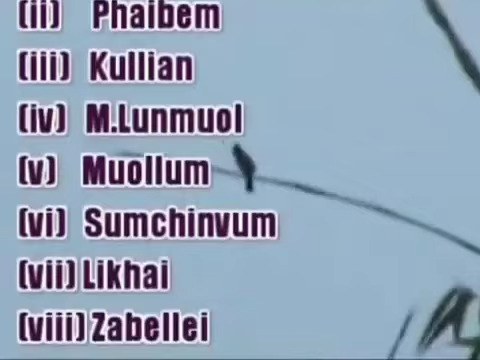 (ii) Phaibem
(iii) Kullian
(iv) M.Lunmuol
(v) Muollum
(vi) Sumchinvum
(vii) Likhai
(viii) Zabellei